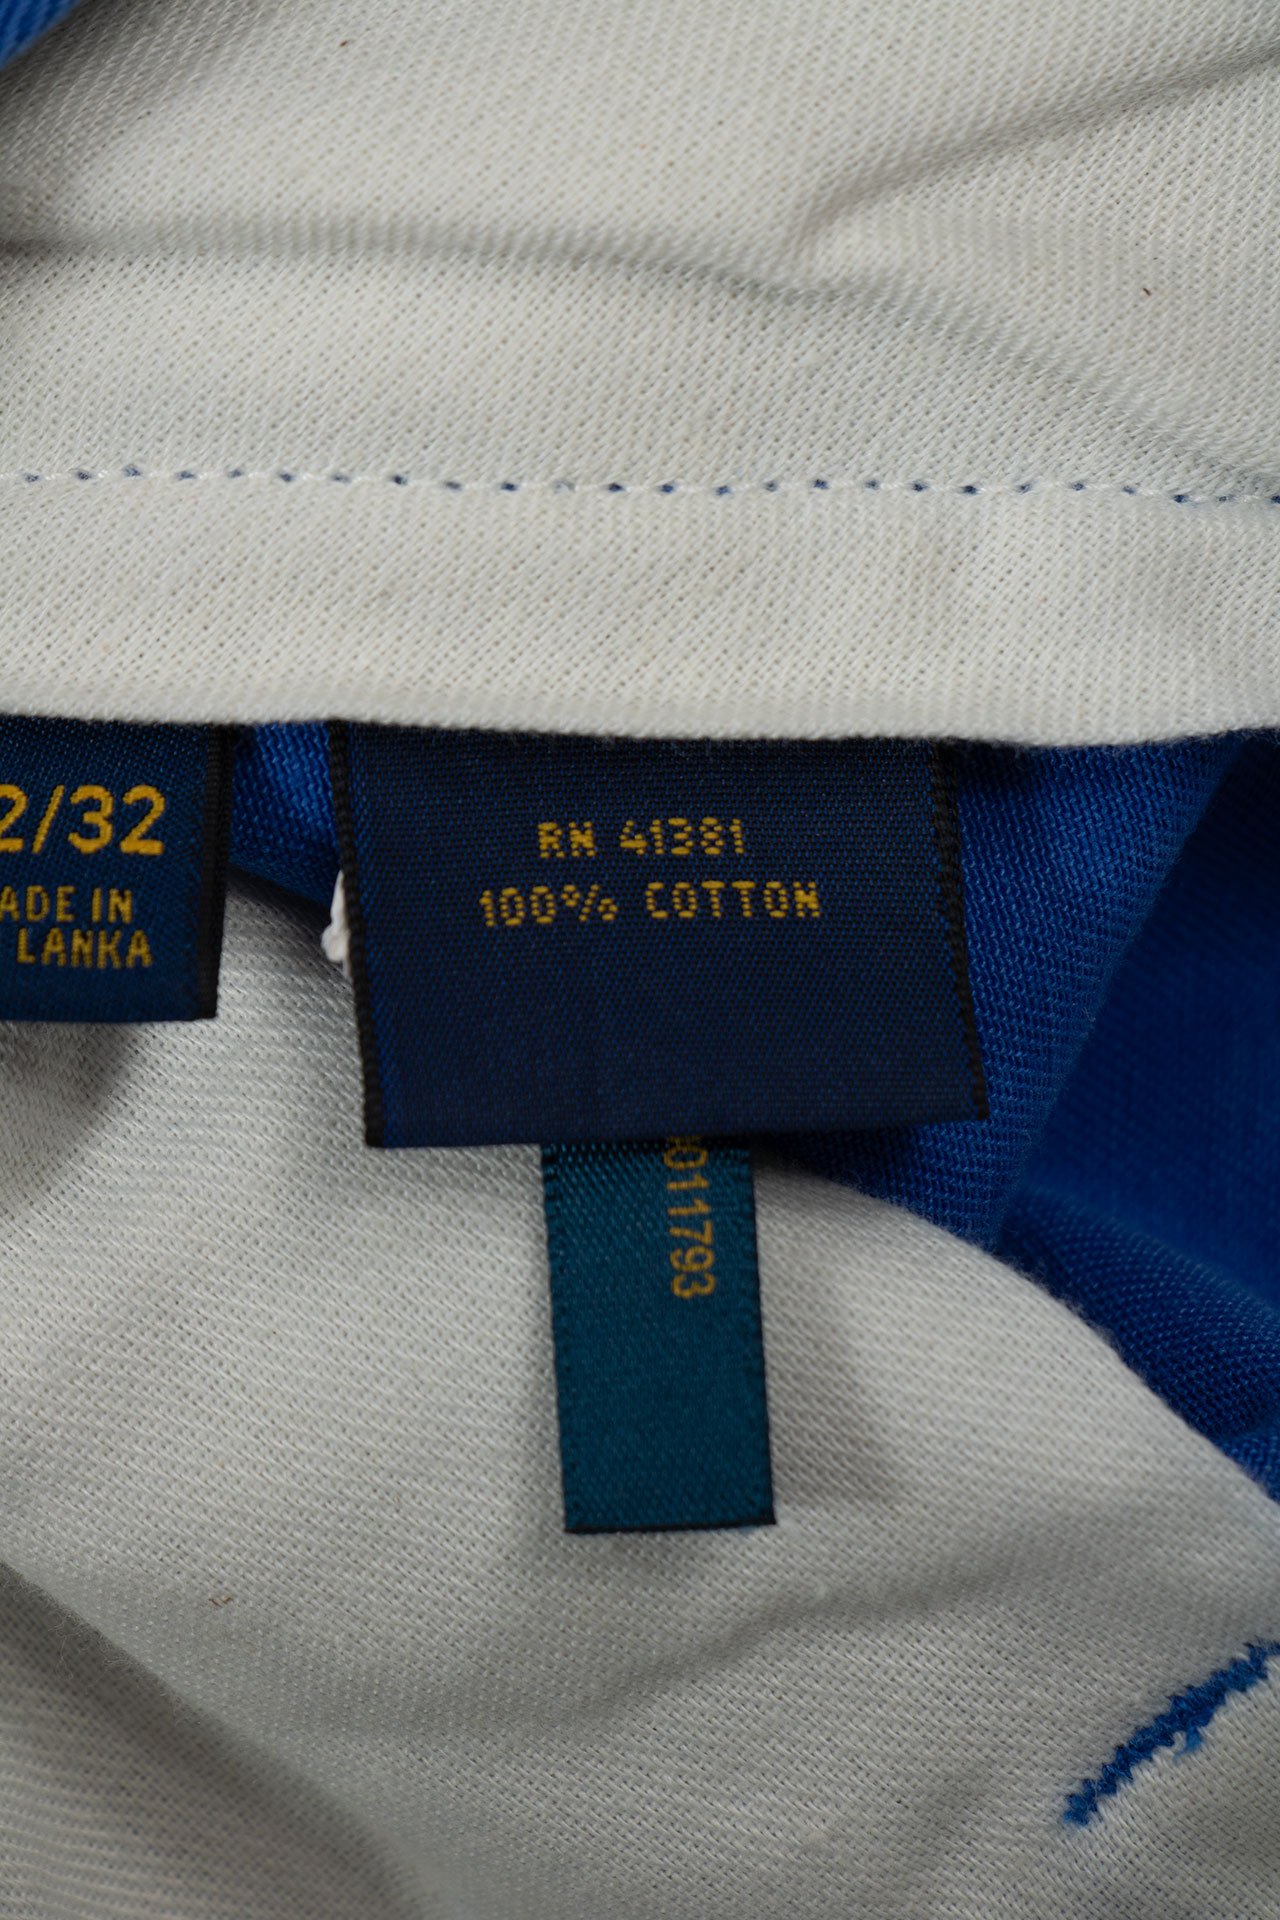 2/32
ADE IN
LANKA
RN 41381
100% COTTON
011793